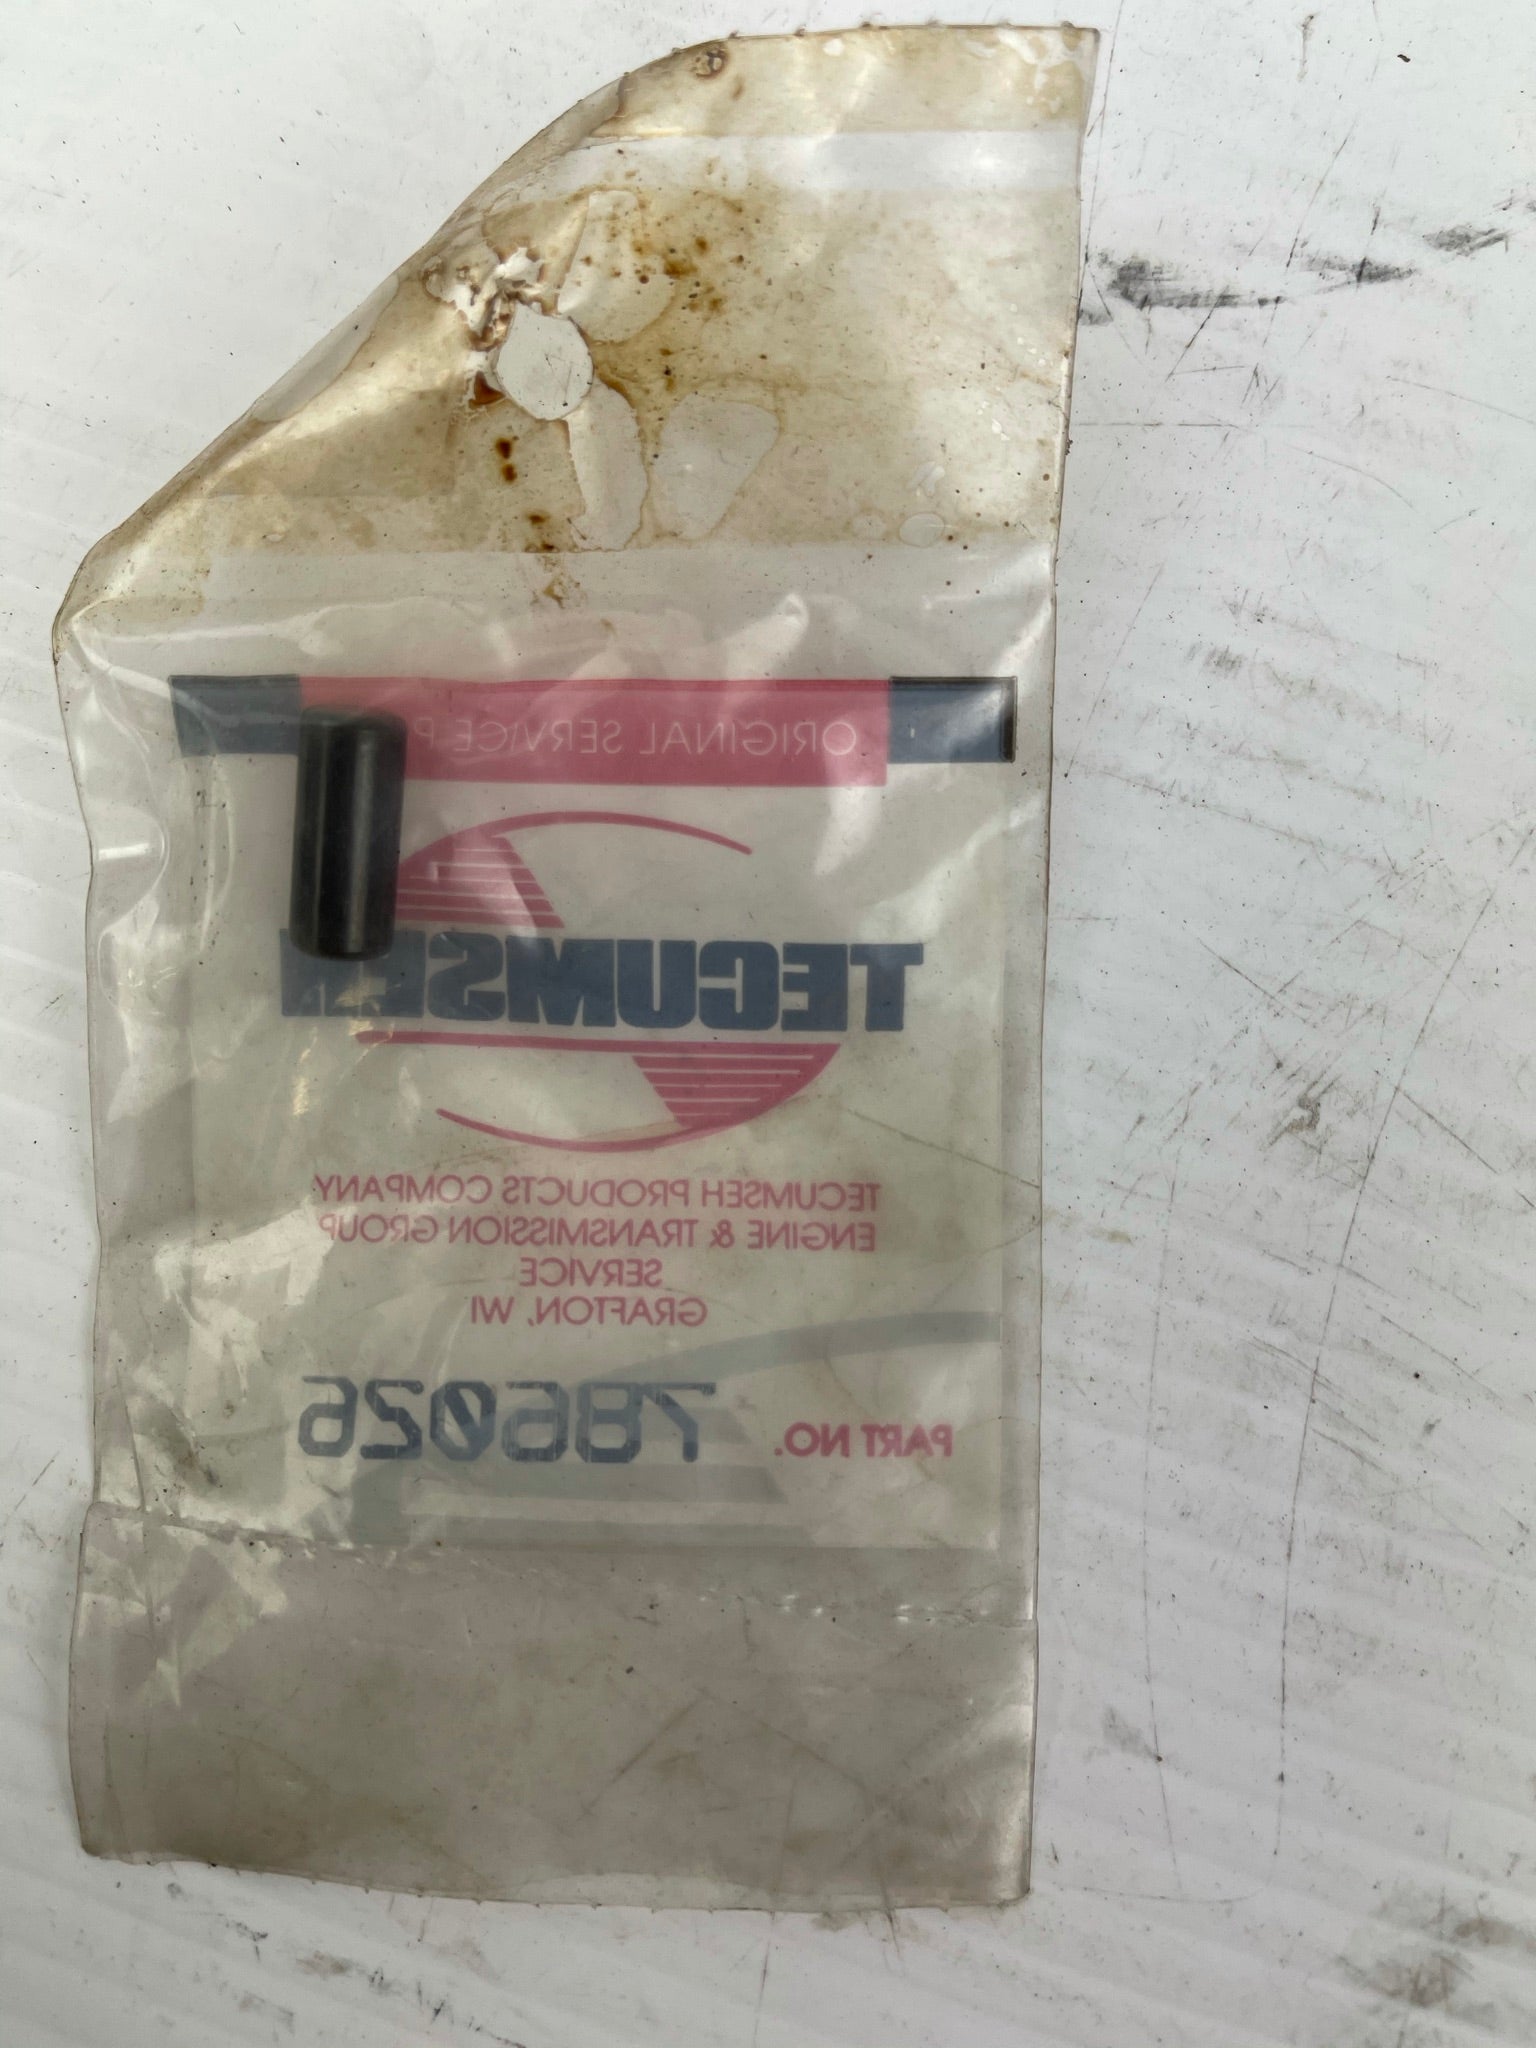 ORIGINAL SERVICE P
TECUMSEH
TECUMSEH PRODUCTS COMPANY
ENGINE & TRANSMISSION GROUP
SERVICE
GRAFTON, WI
PART NO. 786026